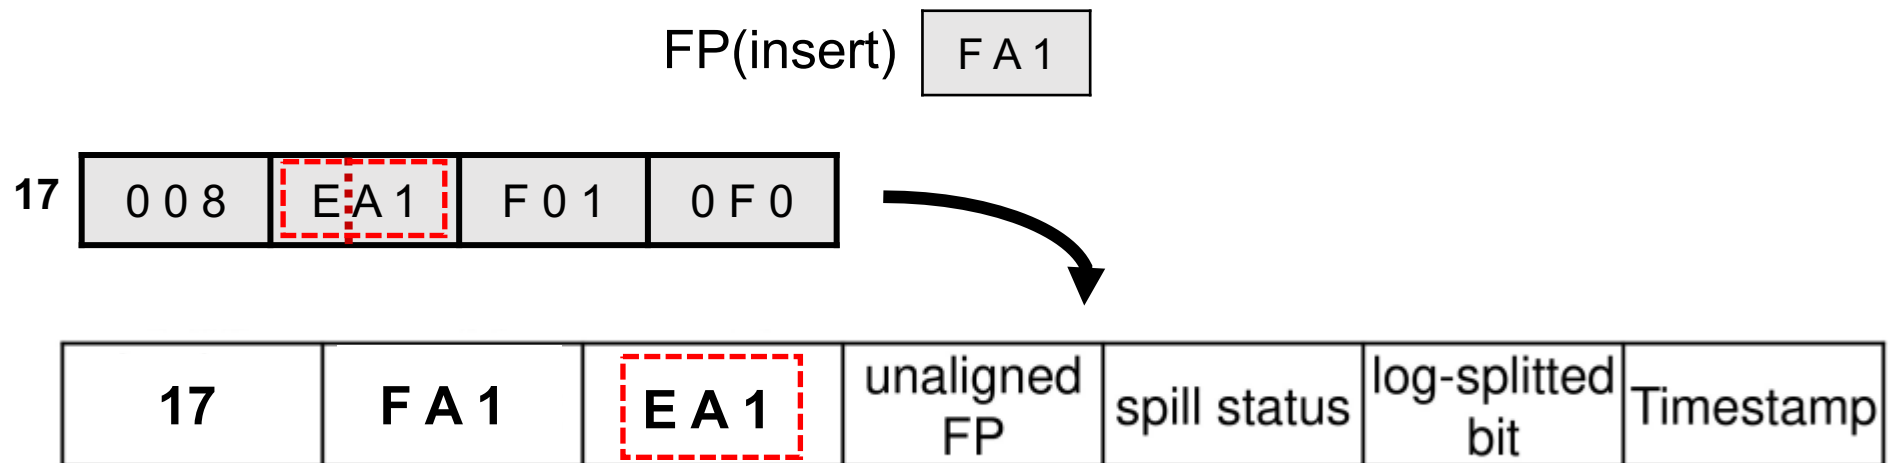 FP(insert) F A 1
17 0 0 8 E A 1 F 0 1 0 F 0
17 F A 1 E A 1 unaligned FP spill status log-splitted bit Timestamp